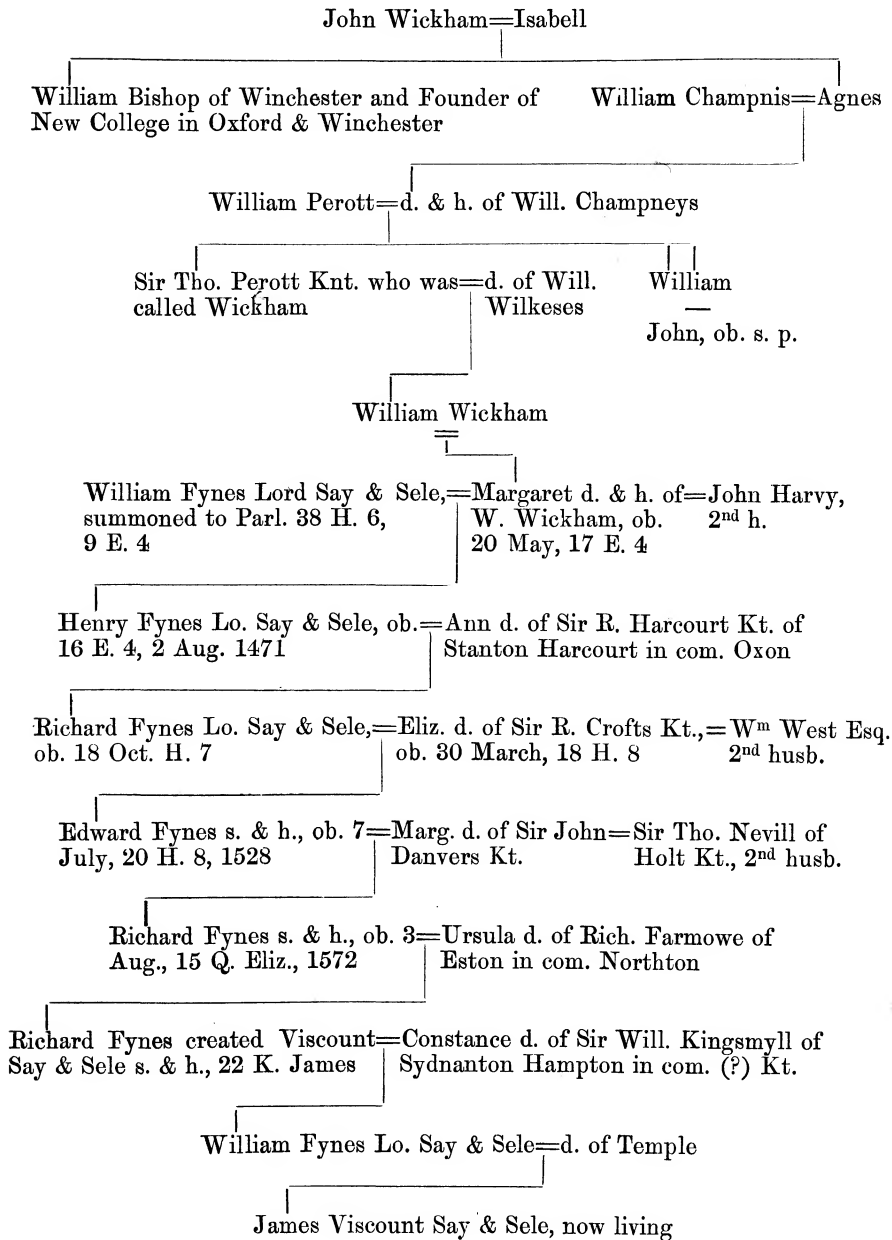 John Wickham=Isabell
William Bishop of Winchester and Founder of
New College in Oxford & Winchester
William Champnis=Agnes
William Perott=d. & h. of Will. Champneys
Sir Tho. Perott Knt. who was=d. of Will.
called Wickham Wilkeses
William
—
John, ob. s. p.
William Wickham
=
William Fynes Lord Say & Sele,=Margaret d. & h. of=John Harvy,
summoned to Parl. 38 H. 6, W. Wickham, ob. 2nd h.
9 E. 4 20 May, 17 E. 4
Henry Fynes Lo. Say & Sele, ob.=Ann d. of Sir R. Harcourt Kt. of
16 E. 4, 2 Aug. 1471 Stanton Harcourt in com. Oxon
Richard Fynes Lo. Say & Sele,=Eliz. d. of Sir R. Crofts Kt.,=Wm West Esq.
ob. 18 Oct. H. 7 ob. 30 March, 18 H. 8 2nd husb.
Edward Fynes s. & h., ob. 7=Marg. d. of Sir John=Sir Tho. Nevill of
July, 20 H. 8, 1528 Danvers Kt. Holt Kt., 2nd husb.
Richard Fynes s. & h., ob. 3=Ursula d. of Rich. Farmowe of
Aug., 15 Q. Eliz., 1572 Eston in com. Northton
Richard Fynes created Viscount=Constance d. of Sir Will. Kingsmyll of
Say & Sele s. & h., 22 K. James Sydnanton Hampton in com. (?) Kt.
William Fynes Lo. Say & Sele=d. of Temple
James Viscount Say & Sele, now living